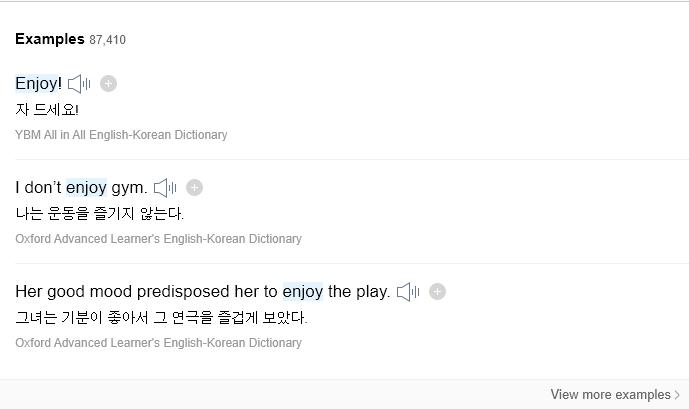 Examples 87,410
Enjoy!
자 드세요!
YBM All in All English-Korean Dictionary
I don’t enjoy gym.
나는 운동을 즐기지 않는다.
Oxford Advanced Learner's English-Korean Dictionary
Her good mood predisposed her to enjoy the play.
그녀는 기분이 좋아서 그 연극을 즐겁게 보았다.
Oxford Advanced Learner's English-Korean Dictionary
View more examples